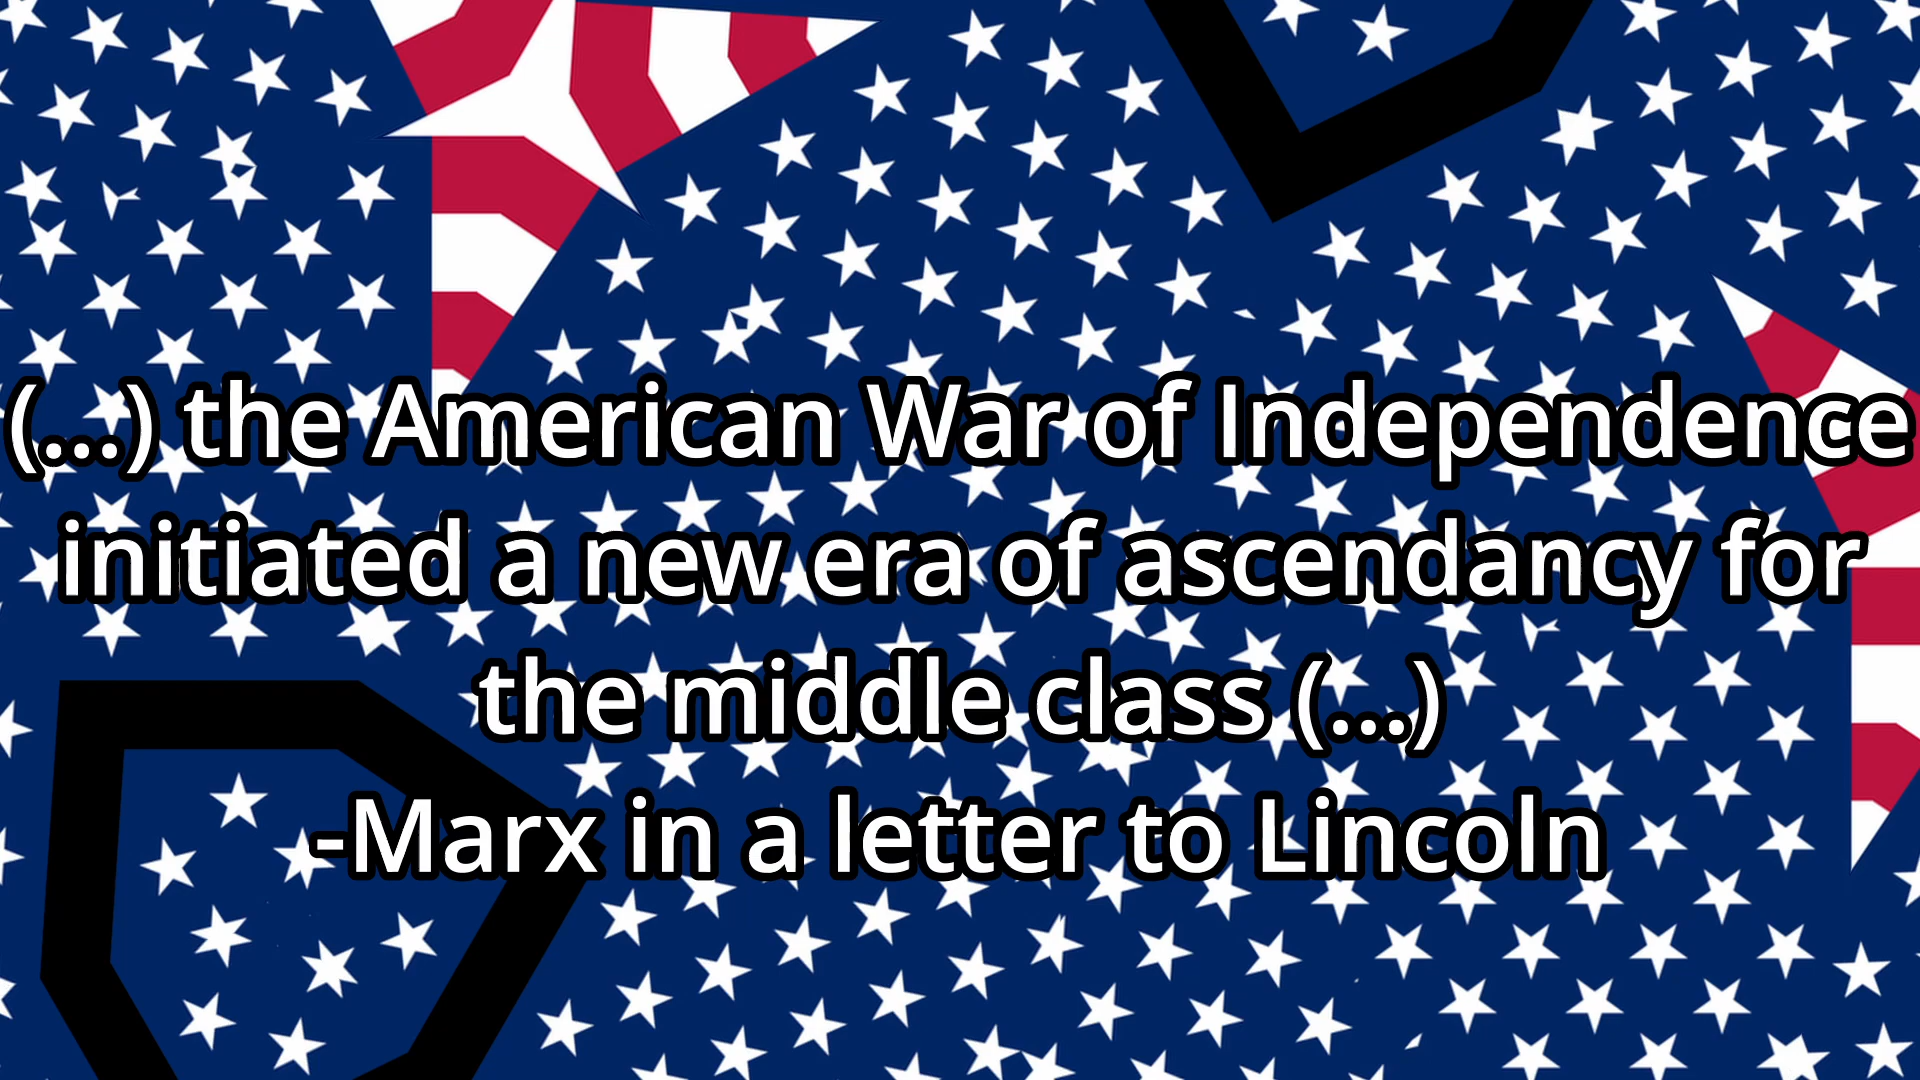 (...) the American War of Independence
initiated a new era of ascendancy for
the middle class (...)
-Marx in a letter to Lincoln